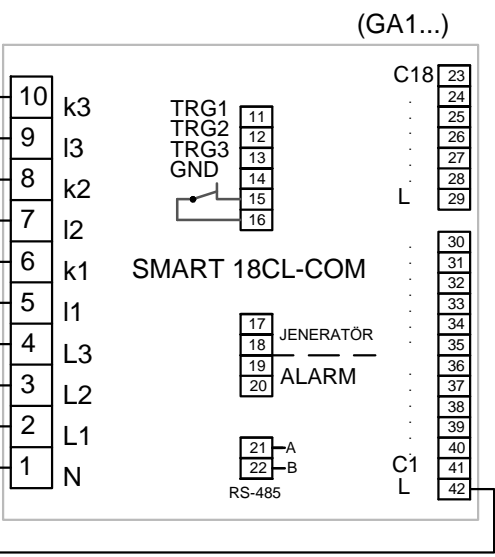 (GA1...)
10 k3
9 l3
8 k2
7 l2
6 k1
5 l1
4 L3
3 L2
2 L1
1 N
TRG1
TRG2
TRG3
GND
11
12
13
14
15
16
SMART 18CL-COM
17
18
19
20
JENERATÖR
ALARM
21 A
22 B
RS-485
C18 23
24
25
26
27
28
L 29
30
31
32
33
34
35
36
37
38
39
40
C1 41
L 42